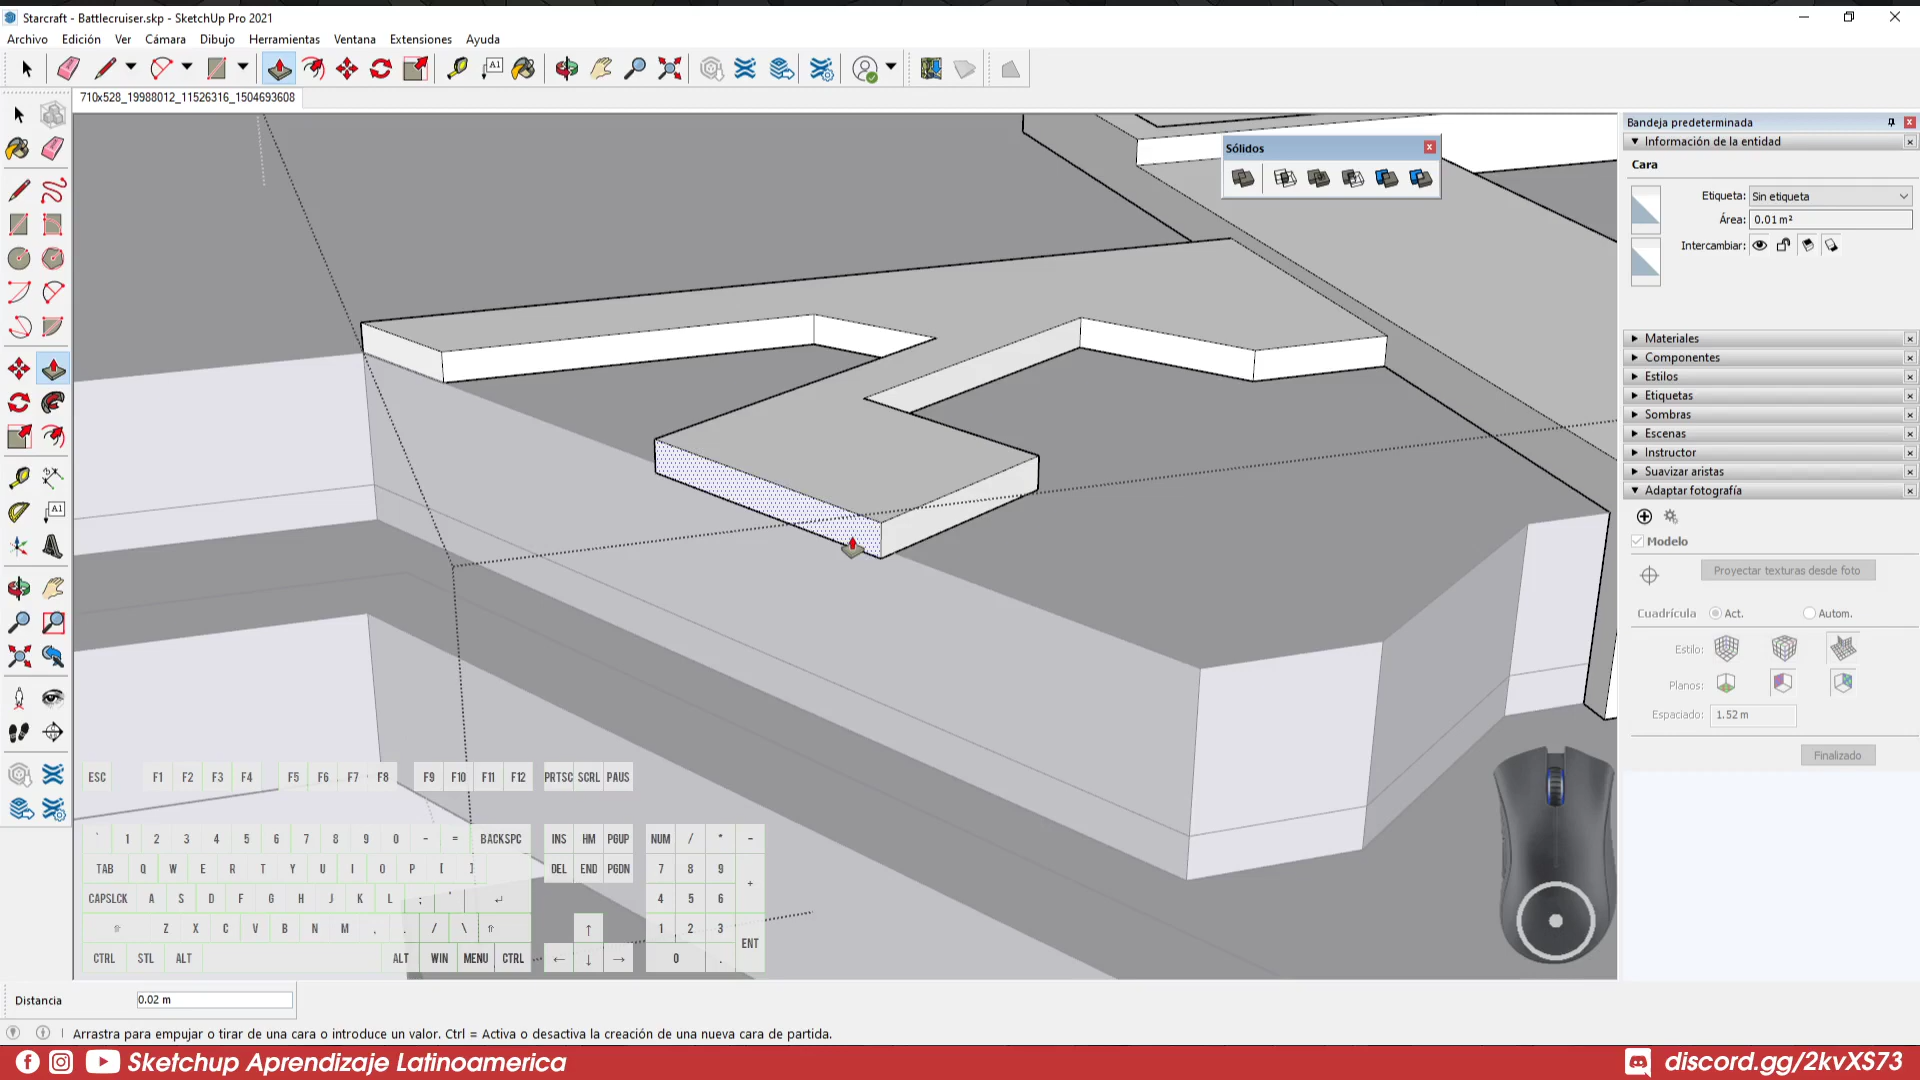 Starcraft - Battlecruiser.skp - SketchUp Pro 2021
Archivo Edición Ver Cámara Dibujo Herramientas Ventana Extensiones Ayuda
710x528_19988012_11526316_1504693608
Sólidos
Bandeja predeterminada
Información de la entidad
Cara
Etiqueta: Sin etiqueta
Área: 0.01 m²
Intercambiar:
Materiales
Componentes
Estilos
Etiquetas
Sombras
Escenas
Instructor
Suavizar aristas
Adaptar fotografía
Modelo
Proyectar texturas desde foto
Cuadrícula Act. Autom.
Estilo:
Planos:
Espaciado: 1.52 m
Finalizado
ESC F1 F2 F3 F4 F5 F6 F7 F8 F9 F10 F11 F12 PRTSC SCRL PAUS
` 1 2 3 4 5 6 7 8 9 0 - = BACKSPC INS HM PGUP NUM / * -
TAB Q W E R T Y U I O P [ ] DEL END PGDN 7 8 9 +
CAPSLCK A S D F G H J K L ; ' ↵ 4 5 6
⇧ Z X C V B N M , . / \ ⇧ ↑ 1 2 3 ENT
CTRL STL ALT ALT WIN MENU CTRL ← ↓ → 0 .
Distancia 0.02 m
Arrastra para empujar o tirar de una cara o introduce un valor. Ctrl = Activa o desactiva la creación de una nueva cara de partida.
Sketchup Aprendizaje Latinoamerica discord.gg/2kvXS73